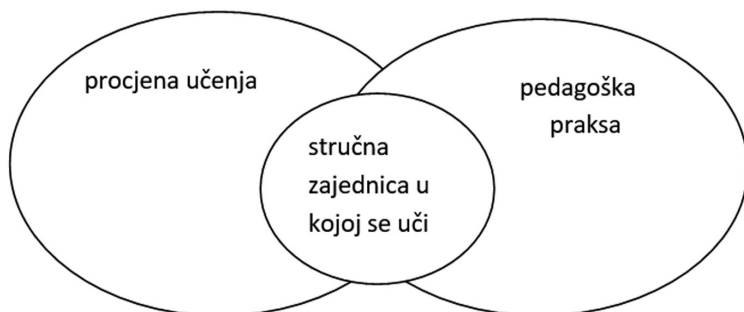 procjena učenja
pedagoška
praksa
stručna
zajednica u
kojoj se uči